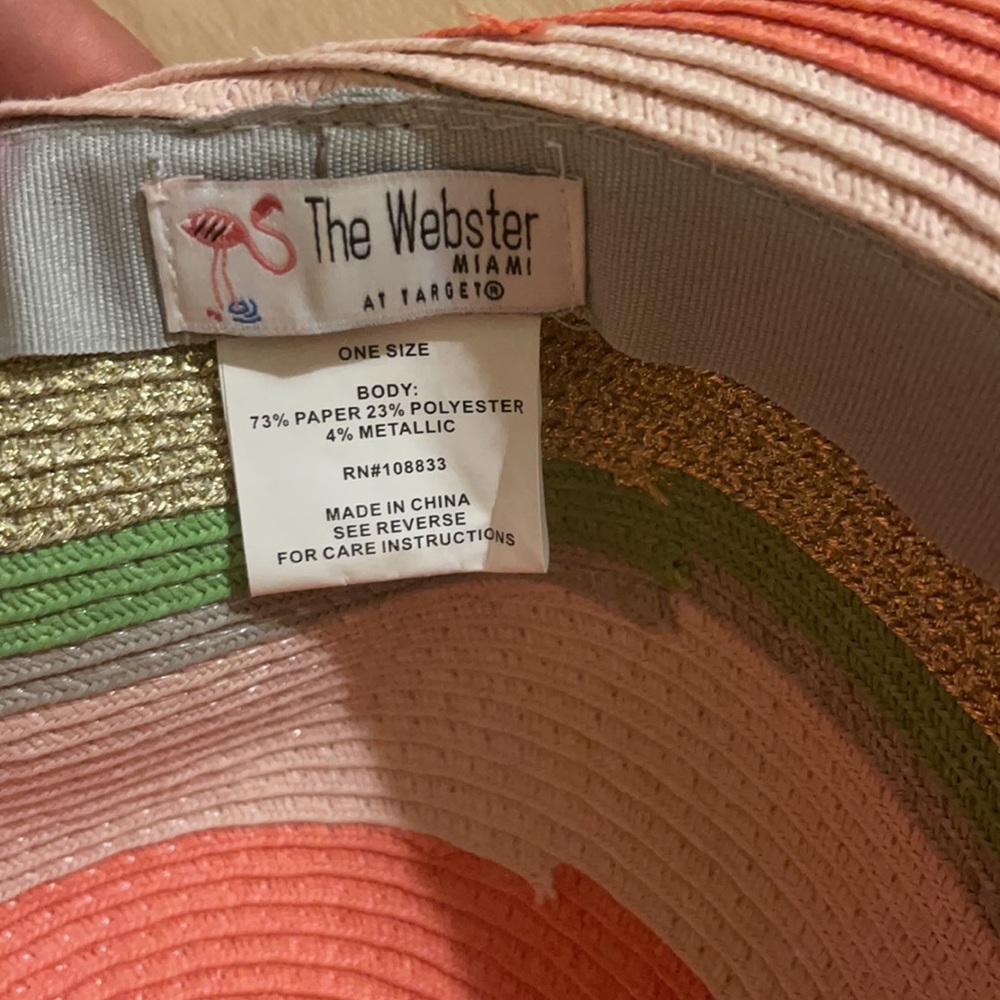 The Webster
MIAMI
AT TARGET®
ONE SIZE
BODY:
73% PAPER 23% POLYESTER
4% METALLIC
RN#108833
MADE IN CHINA
SEE REVERSE
FOR CARE INSTRUCTIONS